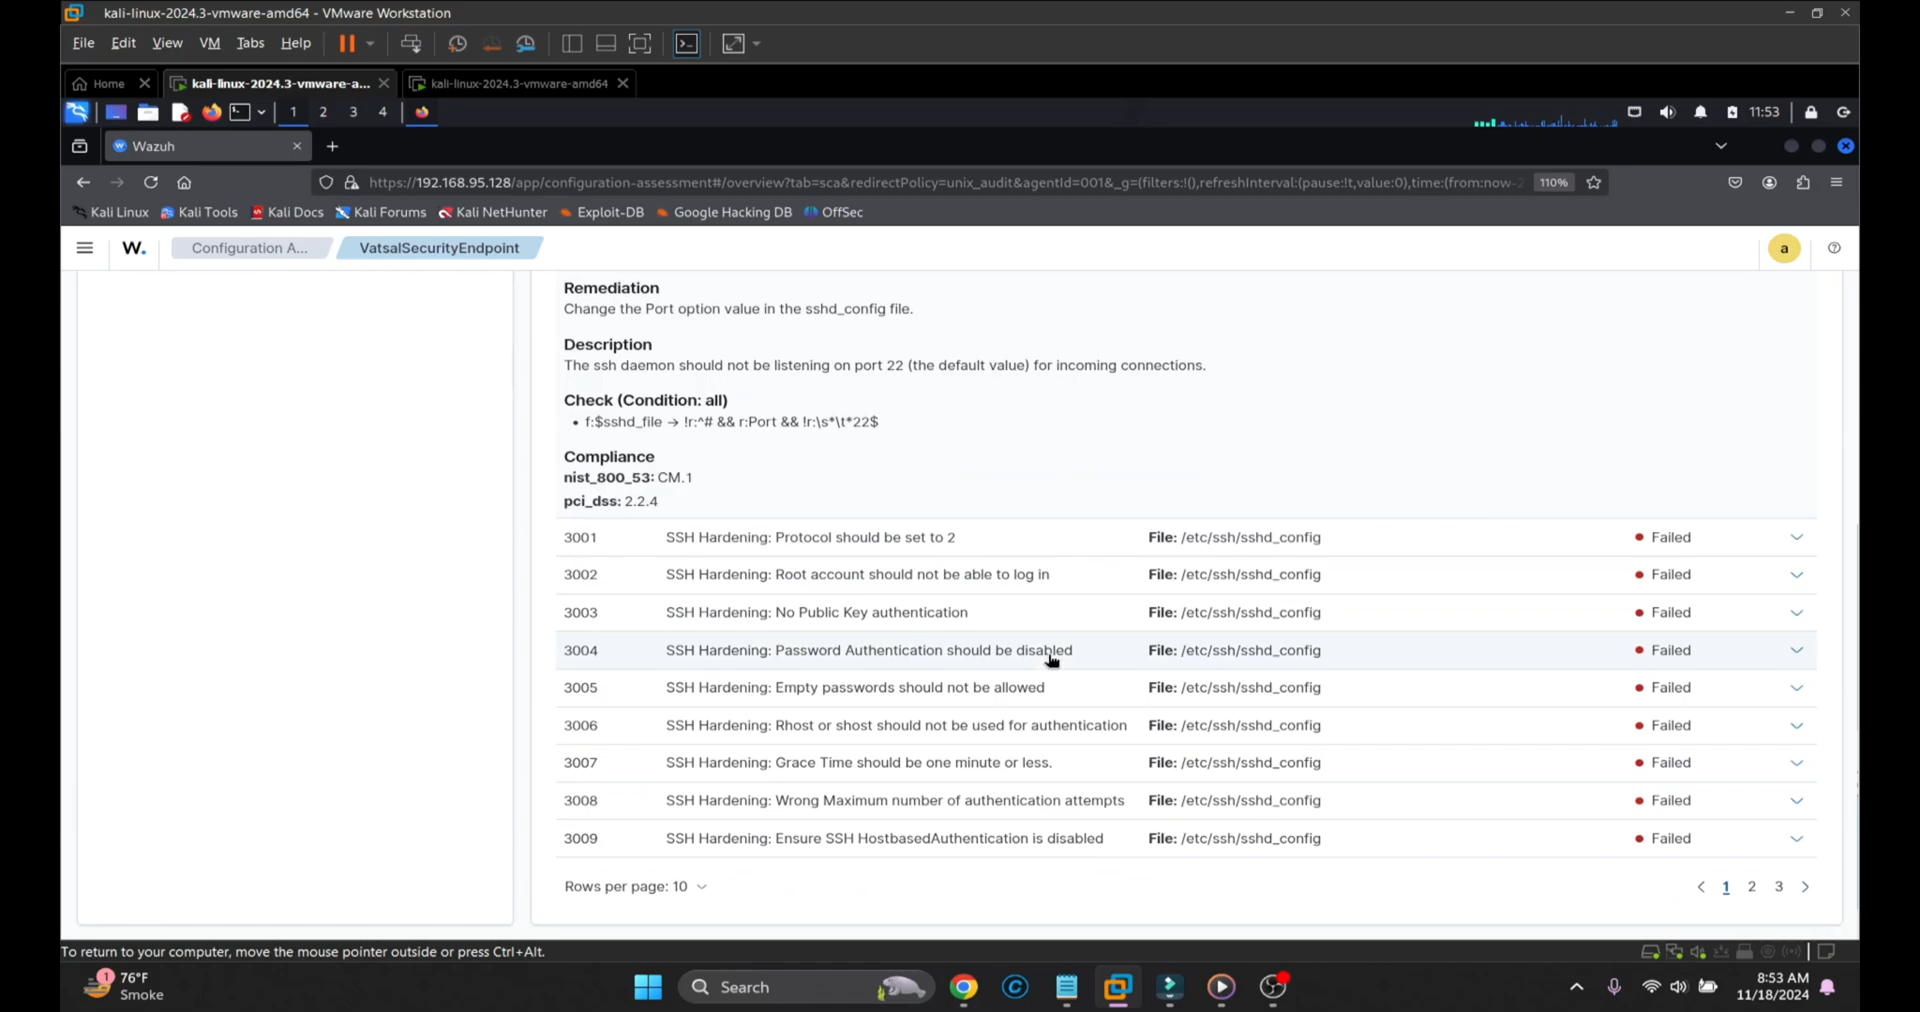 kali-linux-2024.3-vmware-amd64 - VMware Workstation
File Edit View VM Tabs Help
Home kali-linux-2024.3-vmware-a... kali-linux-2024.3-vmware-amd64
1 2 3 4 11:53
Wazuh
https://192.168.95.128/app/configuration-assessment#/overview?tab=sca&redirectPolicy=unix_audit&agentId=001&_g=(filters:!(),refreshInterval:(pause:!t,value:0),time:(from:now-2 110%
Kali Linux Kali Tools Kali Docs Kali Forums Kali NetHunter Exploit-DB Google Hacking DB OffSec
W. Configuration A... VatsalSecurityEndpoint a
Remediation
Change the Port option value in the sshd_config file.
Description
The ssh daemon should not be listening on port 22 (the default value) for incoming connections.
Check (Condition: all)
• f:$sshd_file → !r:^# && r:Port && !r:\s*\t*22$
Compliance
nist_800_53: CM.1
pci_dss: 2.2.4
3001 SSH Hardening: Protocol should be set to 2 File: /etc/ssh/sshd_config Failed
3002 SSH Hardening: Root account should not be able to log in File: /etc/ssh/sshd_config Failed
3003 SSH Hardening: No Public Key authentication File: /etc/ssh/sshd_config Failed
3004 SSH Hardening: Password Authentication should be disabled File: /etc/ssh/sshd_config Failed
3005 SSH Hardening: Empty passwords should not be allowed File: /etc/ssh/sshd_config Failed
3006 SSH Hardening: Rhost or shost should not be used for authentication File: /etc/ssh/sshd_config Failed
3007 SSH Hardening: Grace Time should be one minute or less. File: /etc/ssh/sshd_config Failed
3008 SSH Hardening: Wrong Maximum number of authentication attempts File: /etc/ssh/sshd_config Failed
3009 SSH Hardening: Ensure SSH HostbasedAuthentication is disabled File: /etc/ssh/sshd_config Failed
Rows per page: 10 1 2 3
To return to your computer, move the mouse pointer outside or press Ctrl+Alt.
1 76°F
Smoke
Search
8:53 AM
11/18/2024